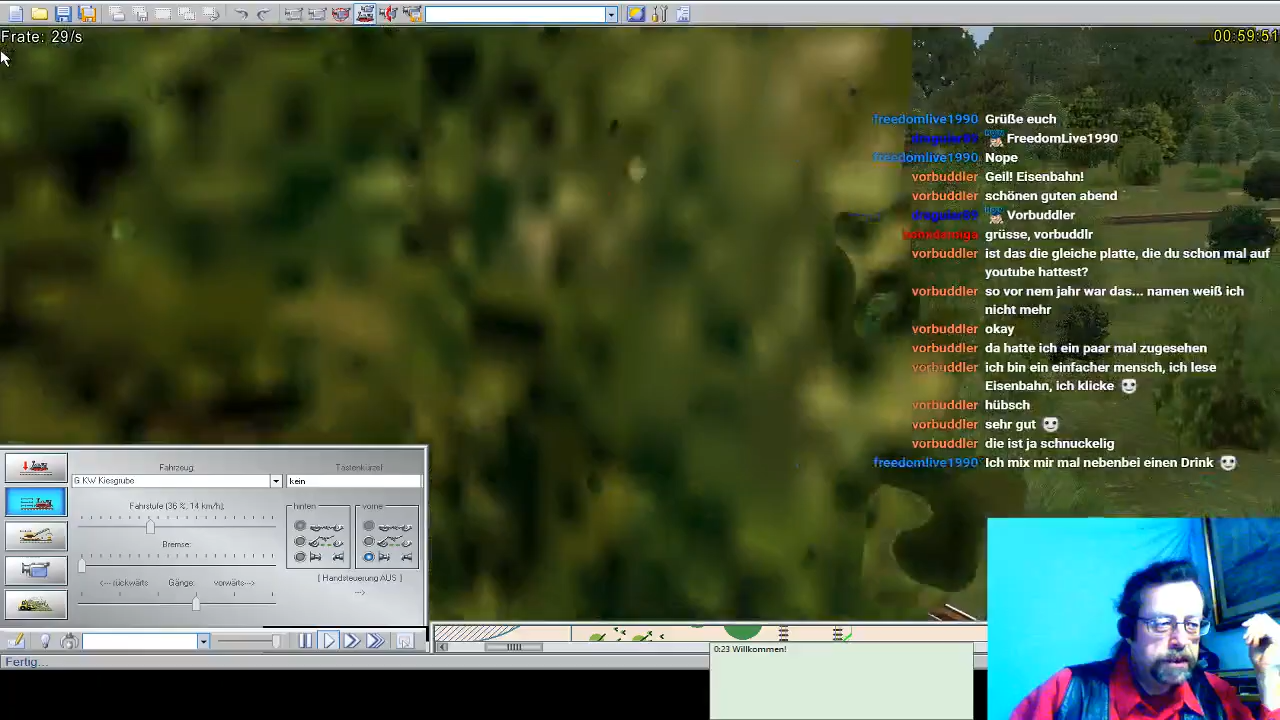 Frate: 29/s
00:59:51
freedomlive1990 Grüße euch
FreedomLive1990
freedomlive1990 Nope
vorbuddler Geil! Eisenbahn!
vorbuddler schönen guten abend
Vorbuddler
grüsse, vorbuddlr
vorbuddler ist das die gleiche platte, die du schon mal auf
youtube hattest?
vorbuddler so vor nem jahr war das... namen weiß ich
nicht mehr
vorbuddler okay
vorbuddler da hatte ich ein paar mal zugesehen
vorbuddler ich bin ein einfacher mensch, ich lese
Eisenbahn, ich klicke
vorbuddler hübsch
vorbuddler sehr gut
vorbuddler die ist ja schnuckelig
freedomlive1990 Ich mix mir mal nebenbei einen Drink
Fahrzeug:
Tastenkürzel
G KW Kiesgrube
kein
Fahrstufe (36 %, 14 km/h):
hinten
vorne
Bremse:
<--- rückwärts Gänge: vorwärts--->
[ Handsteuerung AUS ]
--->
0:23 Willkommen!
Fertig...